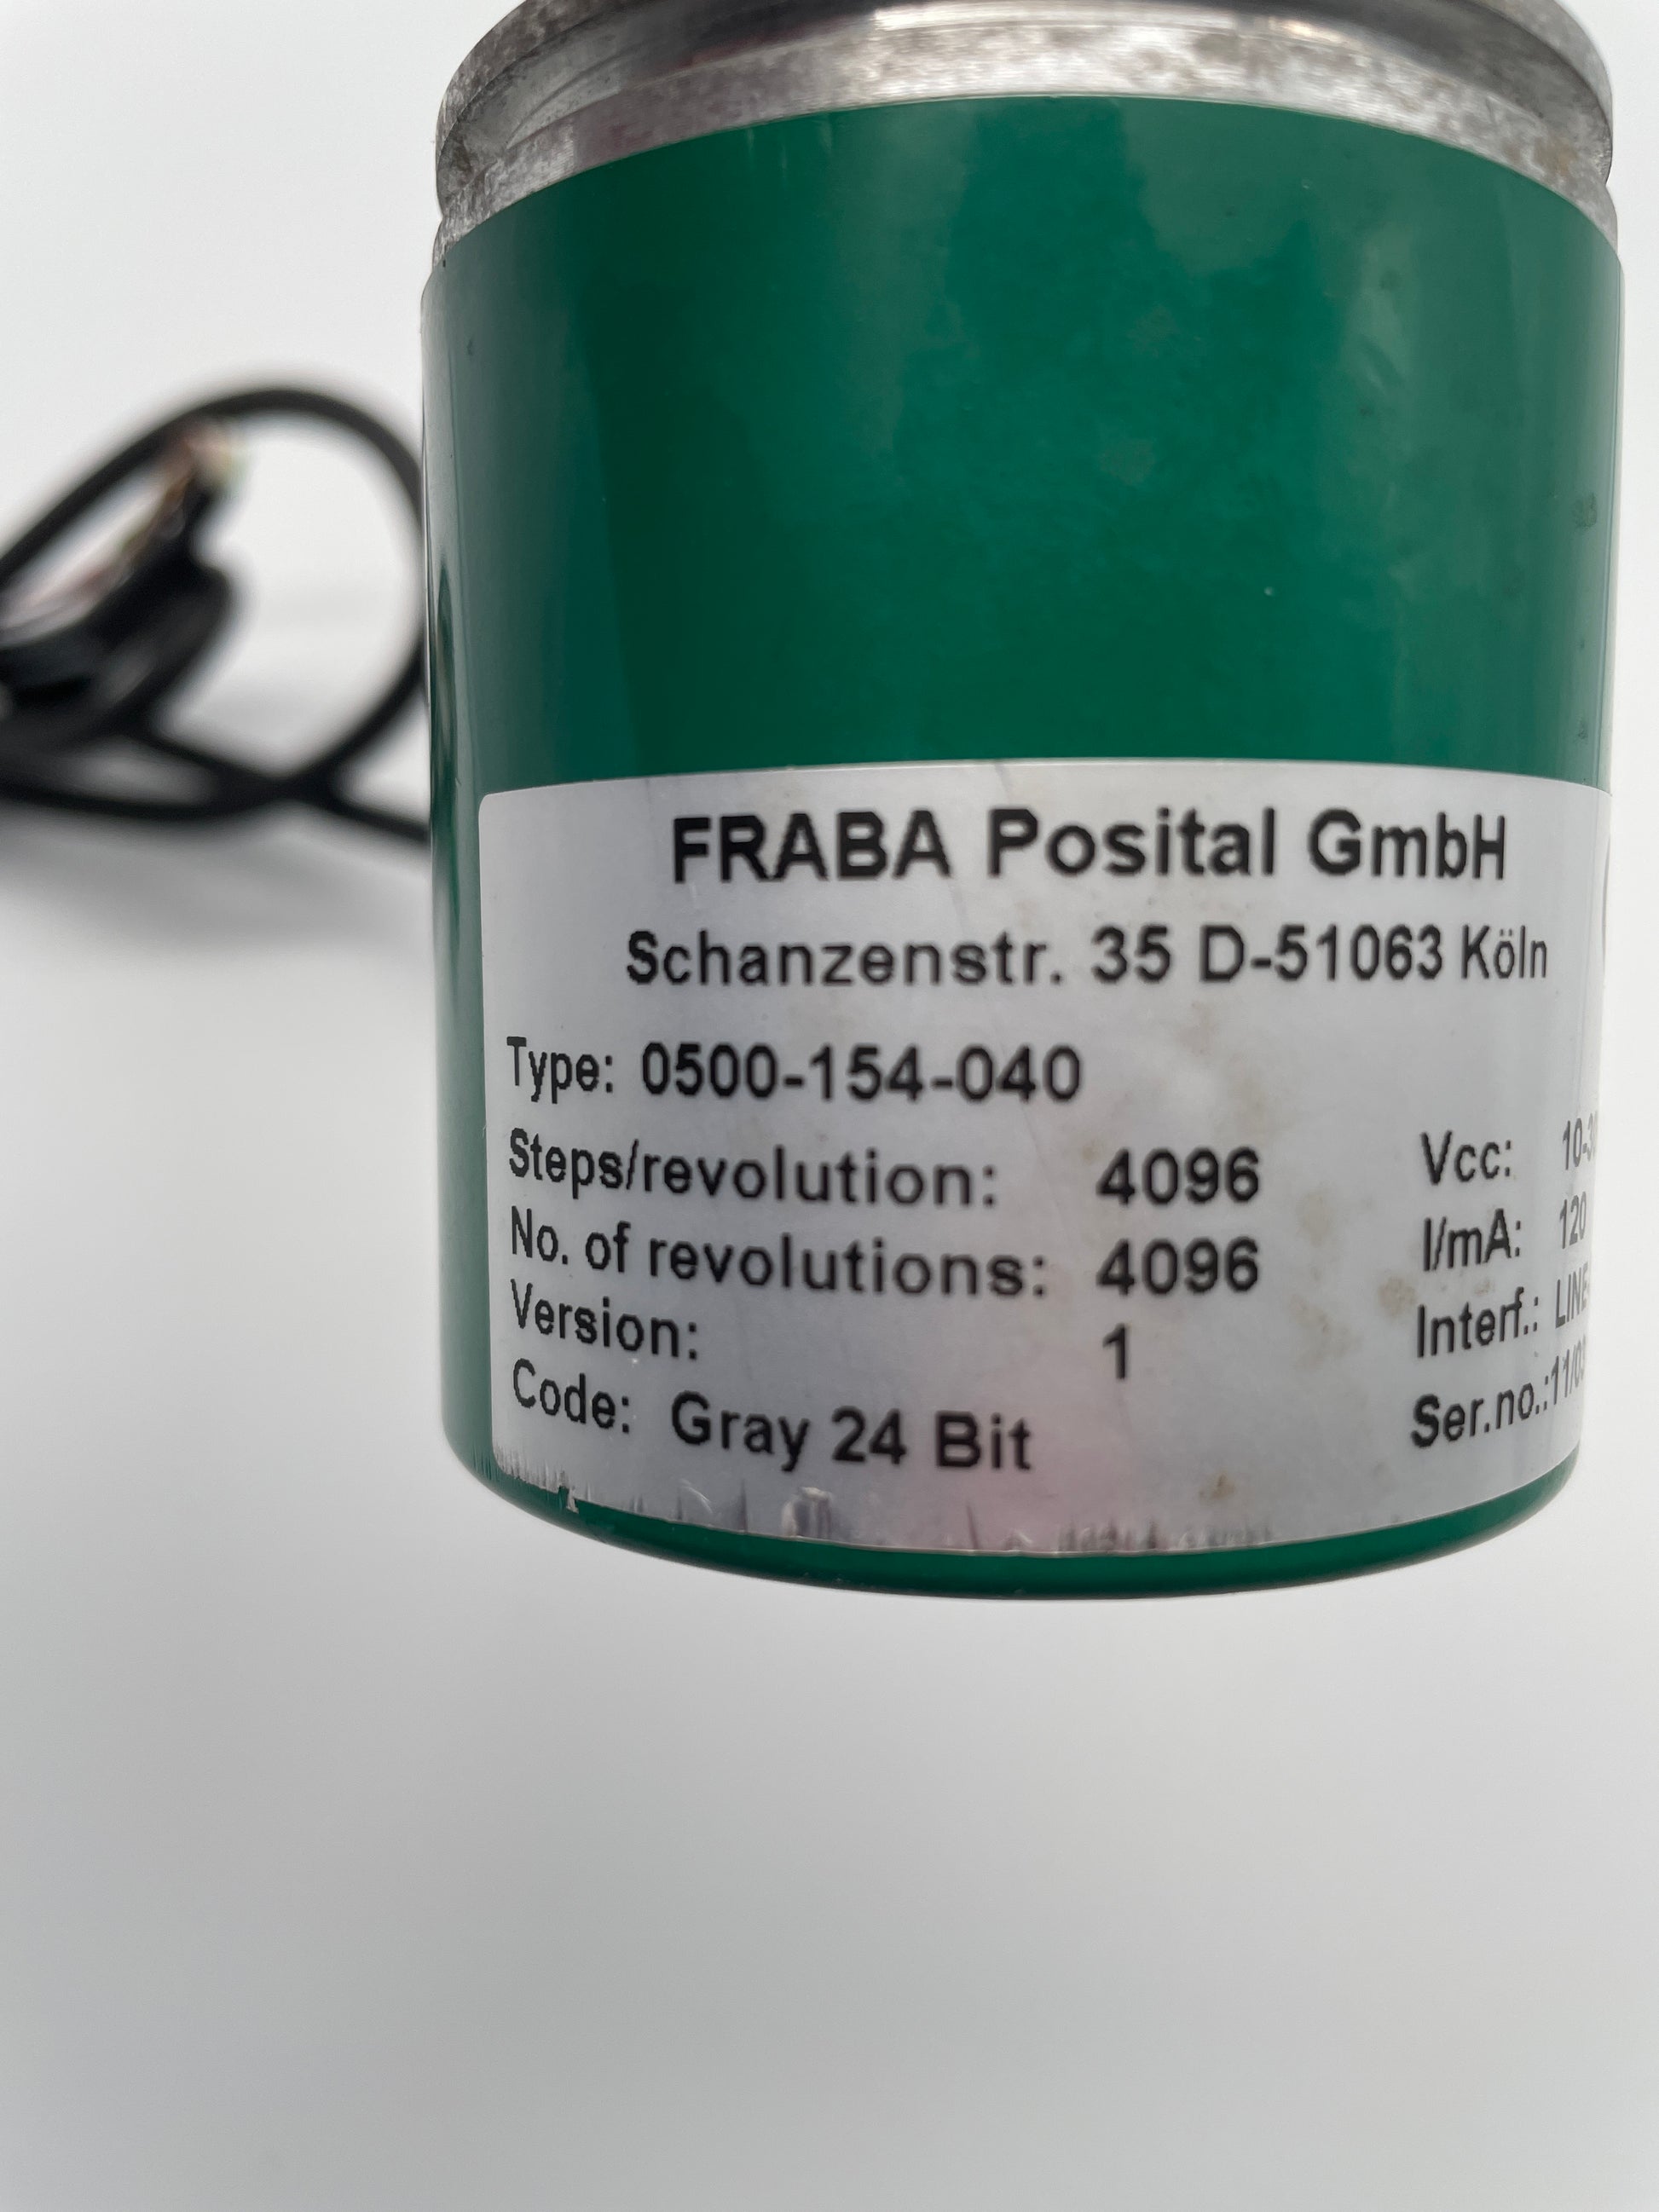 FRABA Posital GmbH
Schanzenstr. 35 D-51063 Köln
Type: 0500-154-040
Steps/revolution: 4096 Vcc:
No. of revolutions: 4096 I/mA: 120
Version: 1 Interf.:
Code: Gray 24 Bit Ser.no.: